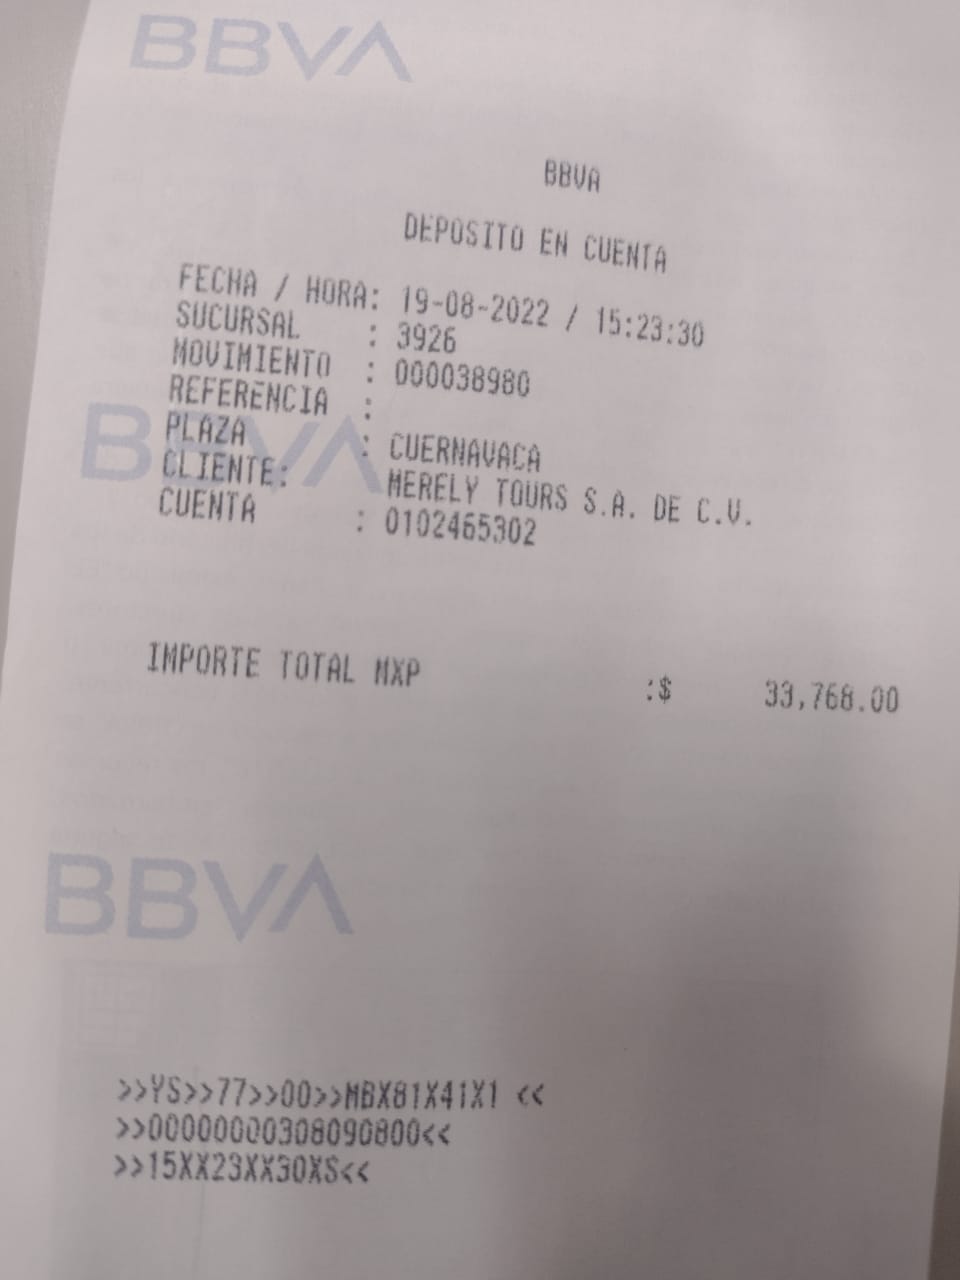 BBVA
BBVA
DEPOSITO EN CUENTA
FECHA / HORA: 19-08-2022 / 15:23:30
SUCURSAL : 3926
MOVIMIENTO : 000038980
REFERENCIA :
PLAZA : CUERNAVACA
BBVA
CLIENTE: MERELY TOURS S.A. DE C.V.
CUENTA : 0102465302
IMPORTE TOTAL MXP :$ 33,768.00
BBVA
>>YS>>77>>00>>MBX81X41X1 <<
>>00000000308090800<<
>>15XX23XX30XS<<